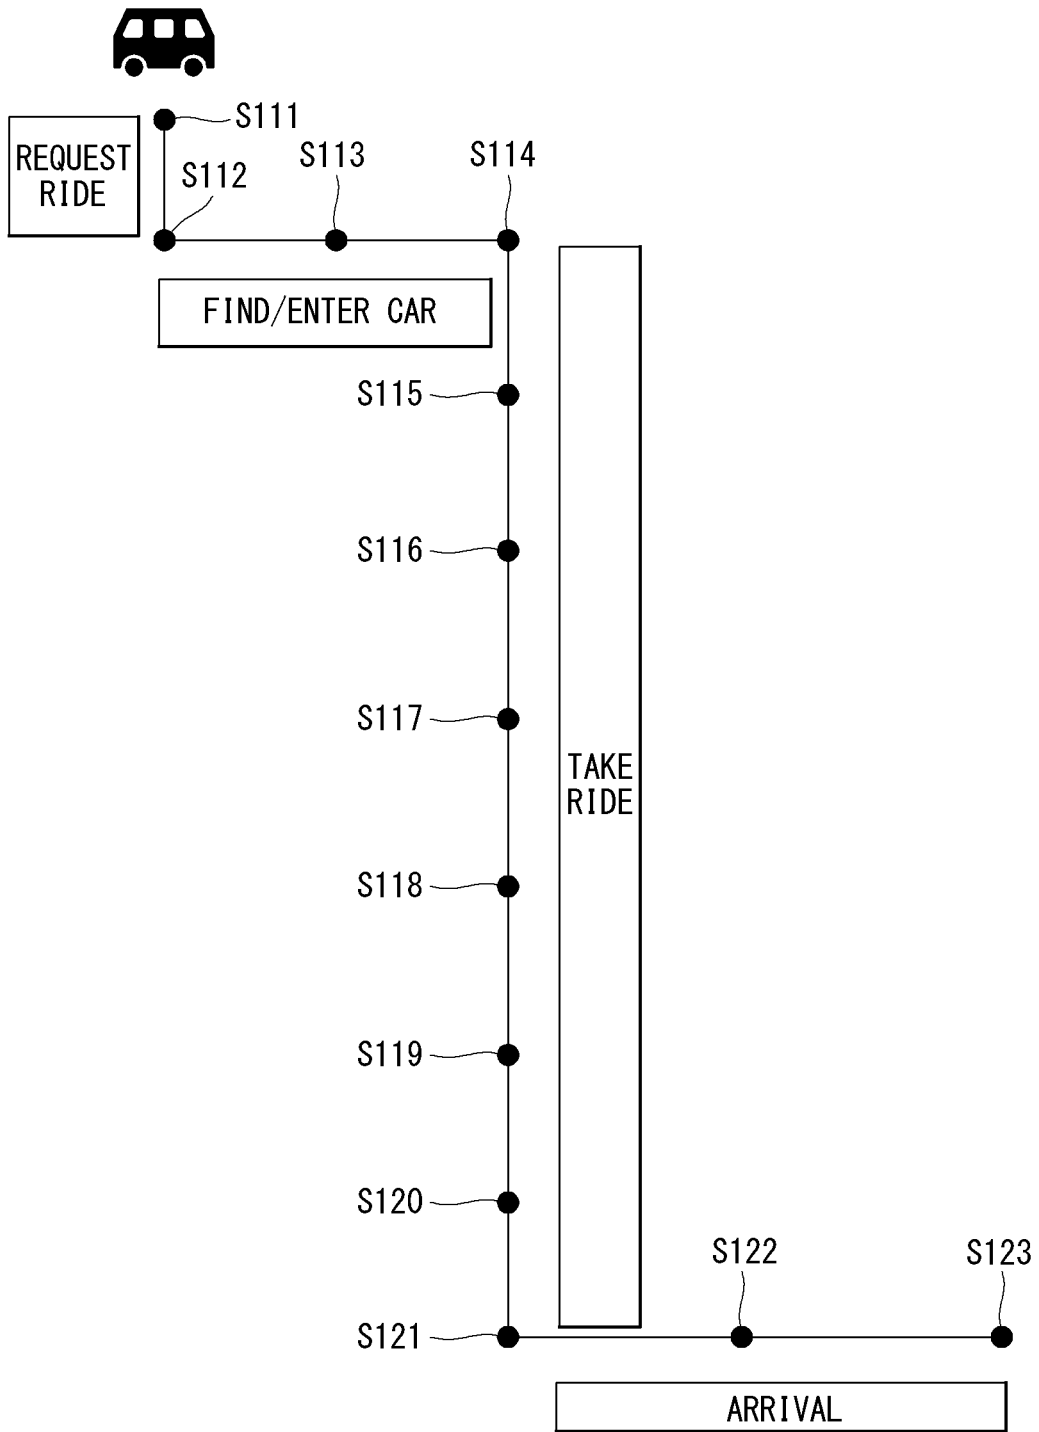 S111
REQUEST
RIDE
S112
S113
S114
FIND/ENTER CAR
S115
S116
S117
TAKE
RIDE
S118
S119
S120
S121
S122
S123
ARRIVAL